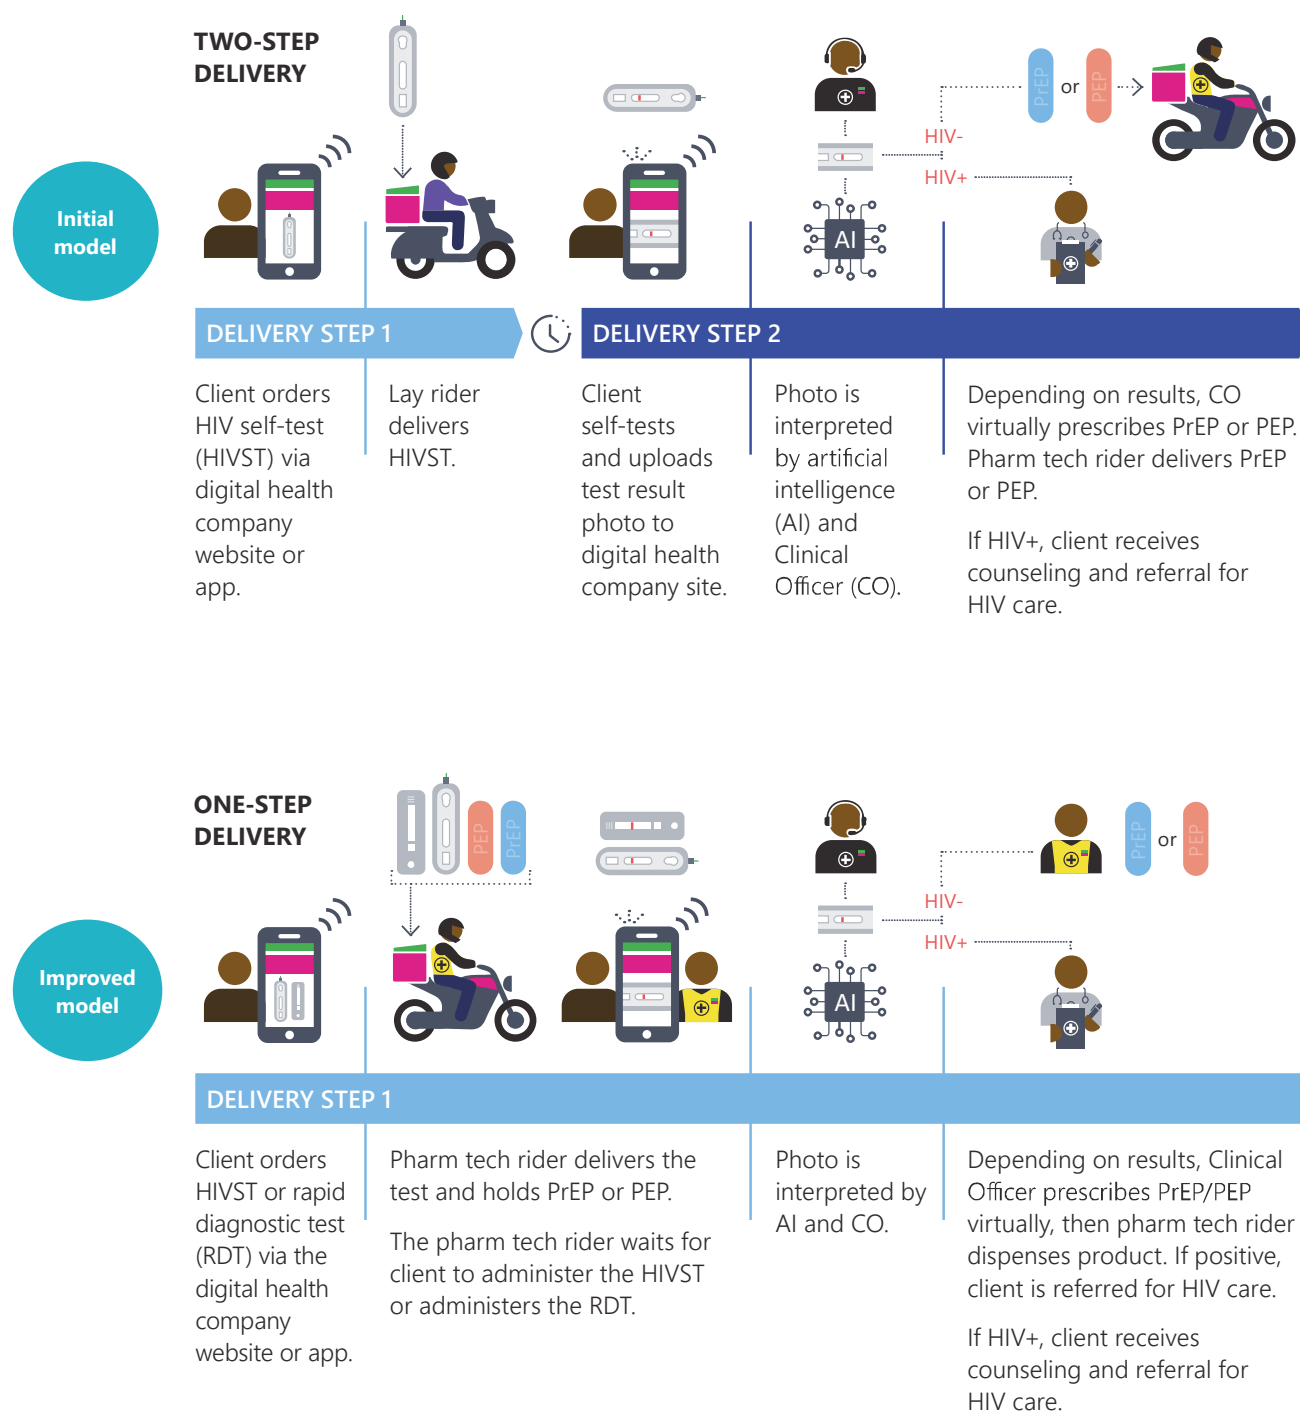 TWO-STEP
DELIVERY
PrEP
or
PEP
HIV-
HIV+
Initial
model
AI
DELIVERY STEP 1
DELIVERY STEP 2
Client orders
HIV self-test
(HIVST) via
digital health
company
website or
app.
Lay rider
delivers
HIVST.
Client
self-tests
and uploads
test result
photo to
digital health
company site.
Photo is
interpreted
by artificial
intelligence
(AI) and
Clinical
Officer (CO).
Depending on results, CO
virtually prescribes PrEP or PEP.
Pharm tech rider delivers PrEP
or PEP.
If HIV+, client receives
counseling and referral for
HIV care.
ONE-STEP
DELIVERY
PEP
PrEP
PrEP
or
PEP
HIV-
HIV+
Improved
model
AI
DELIVERY STEP 1
Client orders
HIVST or rapid
diagnostic test
(RDT) via the
digital health
company
website or app.
Pharm tech rider delivers the
test and holds PrEP or PEP.
The pharm tech rider waits for
client to administer the HIVST
or administers the RDT.
Photo is
interpreted by
AI and CO.
Depending on results, Clinical
Officer prescribes PrEP/PEP
virtually, then pharm tech rider
dispenses product. If positive,
client is referred for HIV care.
If HIV+, client receives
counseling and referral for
HIV care.